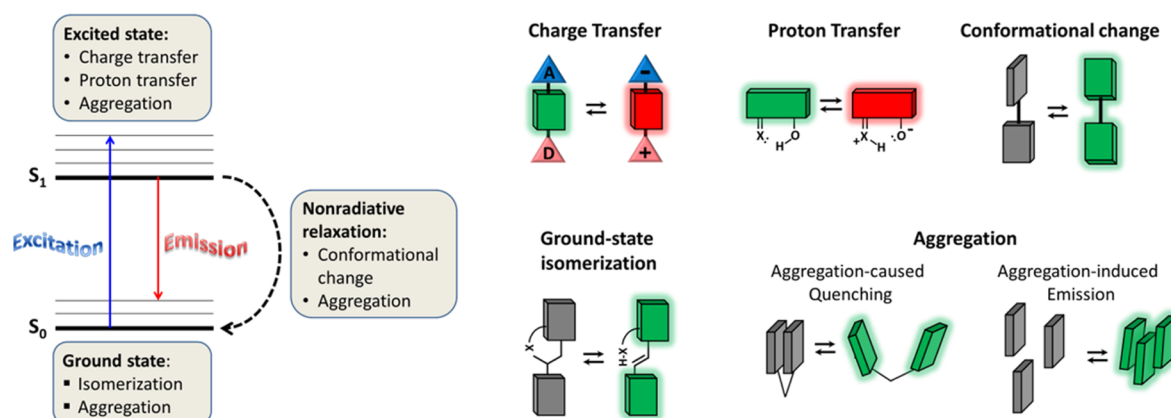 Excited state:
• Charge transfer
• Proton transfer
• Aggregation
S1
Excitation
Emission
Nonradiative
relaxation:
• Conformational
change
• Aggregation
S0
Ground state:
▪ Isomerization
▪ Aggregation
Charge Transfer
A
D
⇌
−
+
Proton Transfer
X:
H
O
⇌
+
X
H
:O−
Conformational change
⇌
Ground-state
isomerization
X
⇌
H-X
Aggregation
Aggregation-caused
Quenching
⇌
Aggregation-induced
Emission
⇌